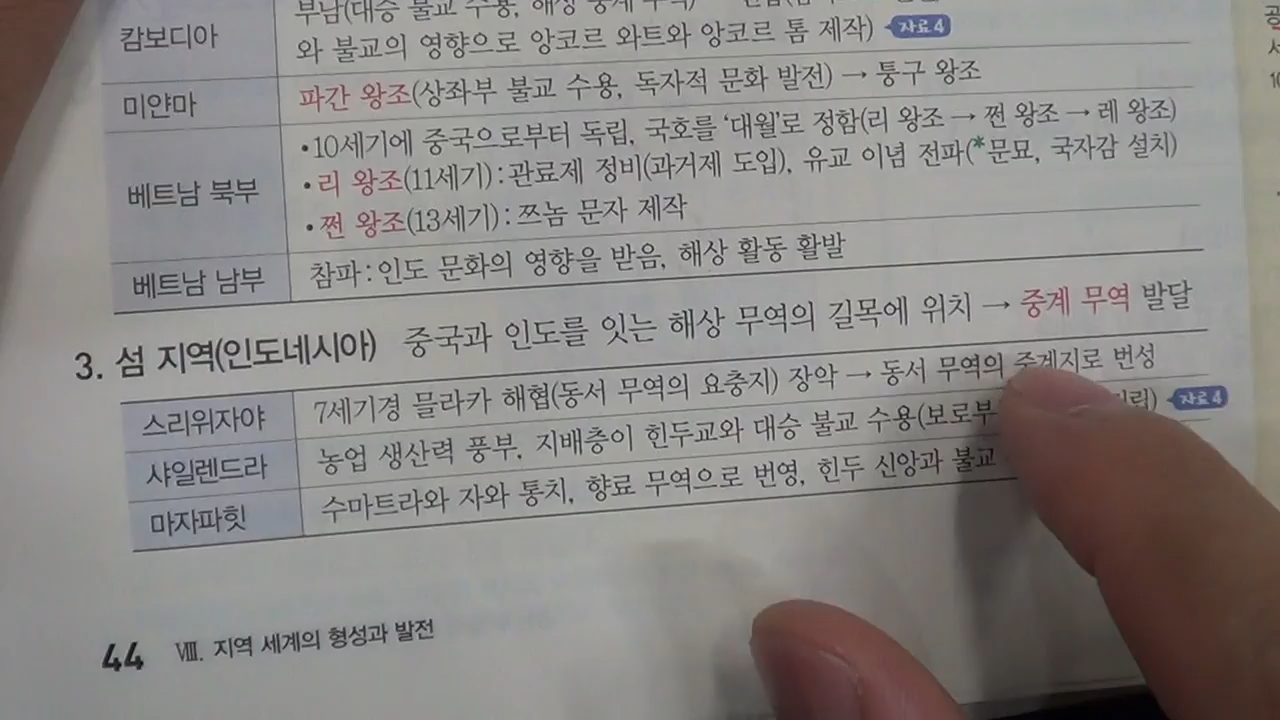 캄보디아
부남(대승 불교 수용, 해상 중계 무역)
와 불교의 영향으로 앙코르 와트와 앙코르 톰 제작) 자료4
미얀마
파간 왕조(상좌부 불교 수용, 독자적 문화 발전) → 퉁구 왕조
베트남 북부
•10세기에 중국으로부터 독립, 국호를 '대월'로 정함(리 왕조 → 쩐 왕조 → 레 왕조)
•리 왕조(11세기): 관료제 정비(과거제 도입), 유교 이념 전파(*문묘, 국자감 설치)
•쩐 왕조(13세기): 쯔놈 문자 제작
베트남 남부
참파: 인도 문화의 영향을 받음, 해상 활동 활발
3. 섬 지역(인도네시아) 중국과 인도를 잇는 해상 무역의 길목에 위치 → 중계 무역 발달
스리위자야
7세기경 믈라카 해협(동서 무역의 요충지) 장악 → 동서 무역의 중계지로 번성
샤일렌드라
농업 생산력 풍부, 지배층이 힌두교와 대승 불교 수용(보로부 자료4
마자파힛
수마트라와 자와 통치, 향료 무역으로 번영, 힌두 신앙과 불교
44 Ⅷ. 지역 세계의 형성과 발전